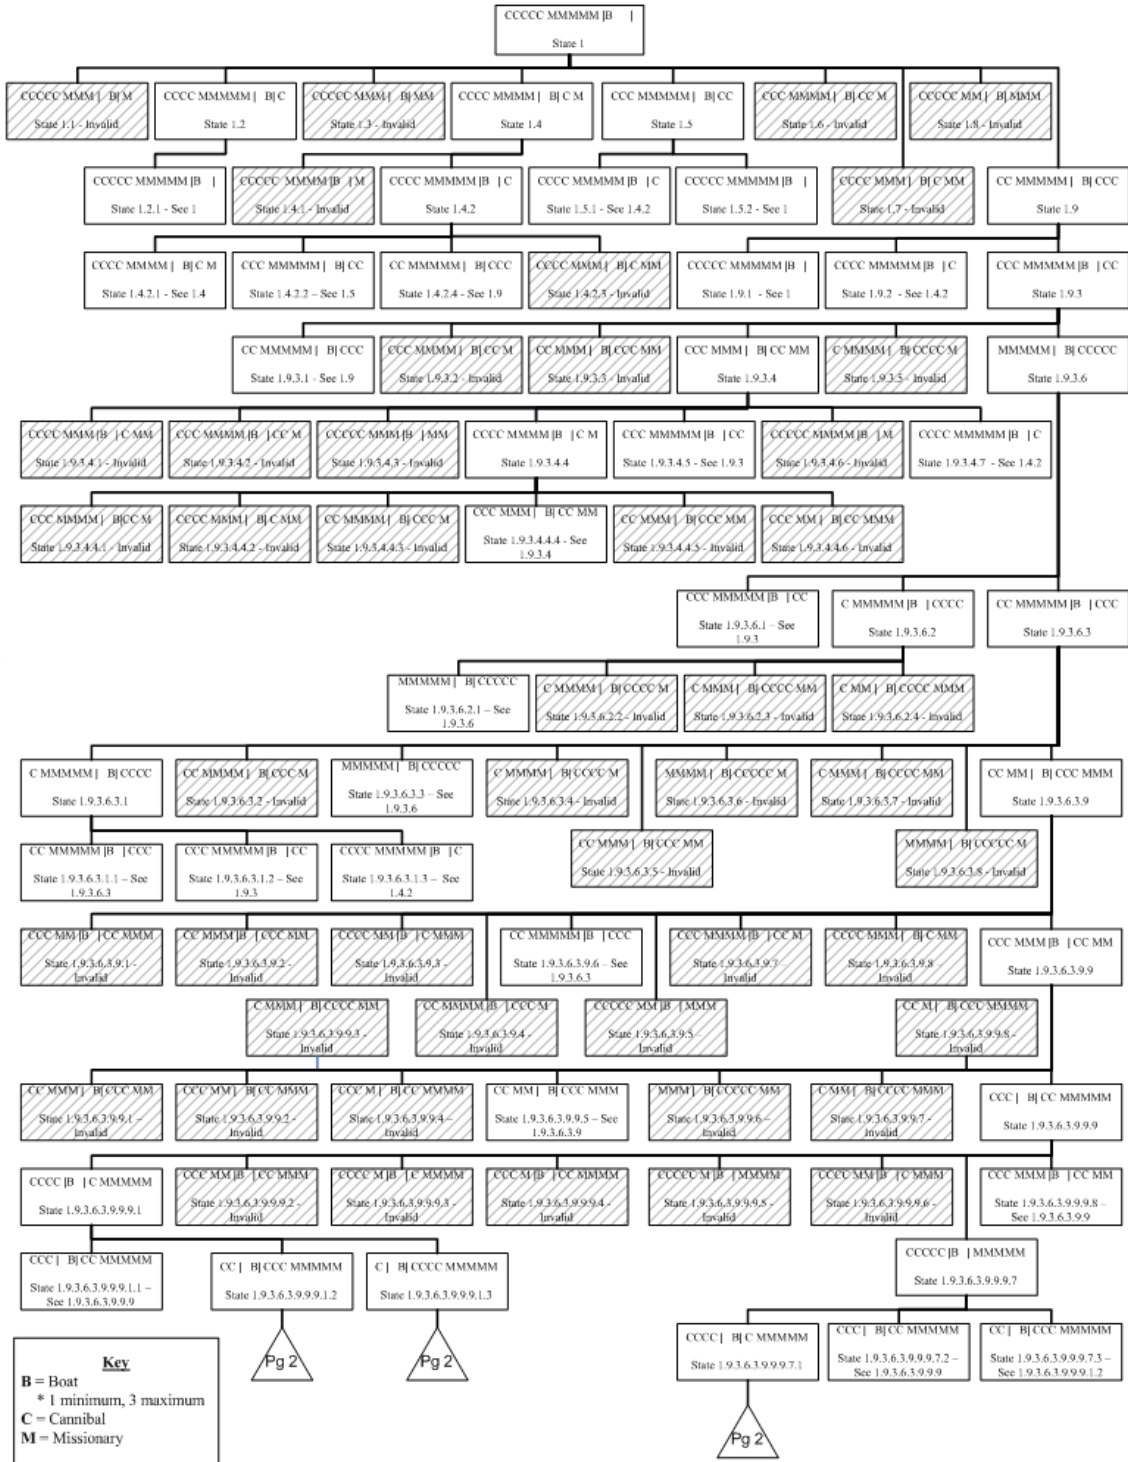 CCCCC MMMMM |B    |
State 1
CCCCC MMM |   B| M
State 1.1 - Invalid
CCCC MMMMM |   B| C
State 1.2
CCCCC MMM |   B| MM
State 1.3 - Invalid
CCCC MMMM |   B| C M
State 1.4
CCC MMMMM |   B| CC
State 1.5
CCC MMMM |   B| CC M
State 1.6 - Invalid
CCCCC MM |   B| MMM
State 1.8 - Invalid
CCCCC MMMMM |B    |
State 1.2.1 - See 1
CCCCC MMMM |B    | M
State 1.4.1 - Invalid
CCCC MMMMM |B    | C
State 1.4.2
CCCC MMMMM |B    | C
State 1.5.1 - See 1.4.2
CCCCC MMMMM |B    |
State 1.5.2 - See 1
CCCC MMM |   B| C MM
State 1.7 - Invalid
CC MMMMM |   B| CCC
State 1.9
CCCC MMMM |   B| C M
State 1.4.2.1 - See 1.4
CCC MMMMM |   B| CC
State 1.4.2.2 – See 1.5
CC MMMMM |   B| CCC
State 1.4.2.4 - See 1.9
CCCC MMM |   B| C MM
State 1.4.2.3 - Invalid
CCCCC MMMMM |   B|
State 1.9.1 - See 1
CCCC MMMMM |B    | C
State 1.9.2 - See 1.4.2
CCC MMMMM |B    | CC
State 1.9.3
CC MMMMM |   B| CCC
State 1.9.3.1 - See 1.9
CCC MMMM |   B| CC M
State 1.9.3.2 - Invalid
CC MMM |   B| CCC MM
State 1.9.3.3 - Invalid
CCC MMM |   B| CC MM
State 1.9.3.4
C MMMM |   B| CCCC M
State 1.9.3.5 - Invalid
MMMMM |   B| CCCCC
State 1.9.3.6
CCCC MMM |B    | C MM
State 1.9.3.4.1 - Invalid
CCC MMMM |B    | CC M
State 1.9.3.4.2 - Invalid
CCCCC MMM |B    | MM
State 1.9.3.4.3 - Invalid
CCCC MMMM |B    | C M
State 1.9.3.4.4
CCC MMMMM |B    | CC
State 1.9.3.4.5 - See 1.9.3
CCCCC MMMM |B    | M
State 1.9.3.4.6 - Invalid
CCCC MMMMM |B    | C
State 1.9.3.4.7 - See 1.4.2
CCC MMMM |   B| CC M
State 1.9.3.4.4.1 - Invalid
CCCC MMM |   B| C MM
State 1.9.3.4.4.2 - Invalid
CC MMMM |   B| CCC M
State 1.9.3.4.4.3 - Invalid
CCC MMM |   B| CC MM
State 1.9.3.4.4.4 - See
1.9.3.4
CC MMM |   B| CCC MM
State 1.9.3.4.4.5 - Invalid
CCC MM |   B| CC MMM
State 1.9.3.4.4.6 - Invalid
CCC MMMMM |B    | CC
State 1.9.3.6.1 – See
1.9.3
C MMMMM |B    | CCCC
State 1.9.3.6.2
CC MMMMM |B    | CCC
State 1.9.3.6.3
MMMMM |   B| CCCCC
State 1.9.3.6.2.1 – See
1.9.3.6
C MMMM |   B| CCCC M
State 1.9.3.6.2.2 - Invalid
C MMM |   B| CCCC MM
State 1.9.3.6.2.3 - Invalid
C MM |   B| CCCC MMM
State 1.9.3.6.2.4 - Invalid
C MMMMM |   B| CCCC
State 1.9.3.6.3.1
CC MMMM |   B| CCC M
State 1.9.3.6.3.2 - Invalid
MMMMM |   B| CCCCC
State 1.9.3.6.3.3 – See
1.9.3.6
C MMMM |   B| CCCC M
State 1.9.3.6.3.4 - Invalid
MMMM |   B| CCCCC M
State 1.9.3.6.3.6 - Invalid
C MMM |   B| CCCC MM
State 1.9.3.6.3.7 - Invalid
CC MM |   B| CCC MMM
State 1.9.3.6.3.9
CC MMM |   B| CCC MM
State 1.9.3.6.3.5 - Invalid
MMMM |   B| CCCCC M
State 1.9.3.6.3.8 - Invalid
CC MMMMM |B    | CCC
State 1.9.3.6.3.1.1 – See
1.9.3.6.3
CCC MMMMM |B    | CC
State 1.9.3.6.3.1.2 – See
1.9.3
CCCC MMMMM |B    | C
State 1.9.3.6.3.1.3 – See
1.4.2
CCC MM |B    | CC MMM
State 1.9.3.6.3.9.1 -
Invalid
CC MMM |B    | CCC MM
State 1.9.3.6.3.9.2 -
Invalid
CCCC MM |B    | C MMM
State 1.9.3.6.3.9.3 -
Invalid
CC MMMMM |B    | CCC
State 1.9.3.6.3.9.6 – See
1.9.3.6.3
CCC MMMM |B    | CC M
State 1.9.3.6.3.9.7 -
Invalid
CCCC MMM |   B| C MM
State 1.9.3.6.3.9.8 -
Invalid
CCC MMM |B    | CC MM
State 1.9.3.6.3.9.9
C MMM |   B| CCCC MM
State 1.9.3.6.3.9.9.3 -
Invalid
CC MMMM |B    | CCC M
State 1.9.3.6.3.9.4 -
Invalid
CCCCC MM |B    | MMM
State 1.9.3.6.3.9.5 -
Invalid
CC M |   B| CCC MMMM
State 1.9.3.6.3.9.9.8 -
Invalid
CC MMM |   B| CCC MM
State 1.9.3.6.3.9.9.1 –
Invalid
CCC MM |   B| CC MMM
State 1.9.3.6.3.9.9.2 -
Invalid
CCC M |   B| CC MMMM
State 1.9.3.6.3.9.9.4 –
Invalid
CC MM |   B| CCC MMM
State 1.9.3.6.3.9.9.5 – See
1.9.3.6.3.9
MMM |   B| CCCCC MM
State 1.9.3.6.3.9.9.6 –
Invalid
C MM |   B| CCCC MMM
State 1.9.3.6.3.9.9.7 -
Invalid
CCC |   B| CC MMMMM
State 1.9.3.6.3.9.9.9
CCCC |B    | C MMMMM
State 1.9.3.6.3.9.9.9.1
CCC MM |B    | CC MMM
State 1.9.3.6.3.9.9.9.2 -
Invalid
CCCC M |B    | C MMMM
State 1.9.3.6.3.9.9.9.3 -
Invalid
CCC M |B    | CC MMMM
State 1.9.3.6.3.9.9.9.4 -
Invalid
CCCCC M |B    | MMMM
State 1.9.3.6.3.9.9.9.5 -
Invalid
CCCC MM |B    | C MMM
State 1.9.3.6.3.9.9.9.6 -
Invalid
CCC MMM |B    | CC MM
State 1.9.3.6.3.9.9.9.8 –
See 1.9.3.6.3.9.9
CCC |   B| CC MMMMM
State 1.9.3.6.3.9.9.9.1.1 –
See 1.9.3.6.3.9.9.9
CC |   B| CCC MMMMM
State 1.9.3.6.3.9.9.9.1.2
C |   B| CCCC MMMMM
State 1.9.3.6.3.9.9.9.1.3
CCCCC |B    | MMMMM
State 1.9.3.6.3.9.9.9.7
CCCC |   B| C MMMMM
State 1.9.3.6.3.9.9.9.7.1
CCC |   B| CC MMMMM
State 1.9.3.6.3.9.9.9.7.2 –
See 1.9.3.6.3.9.9.9
CC |   B| CCC MMMMM
State 1.9.3.6.3.9.9.9.7.3 –
See 1.9.3.6.3.9.9.9.1.2
Pg 2
Pg 2
Pg 2
Key
B = Boat
* 1 minimum, 3 maximum
C = Cannibal
M = Missionary